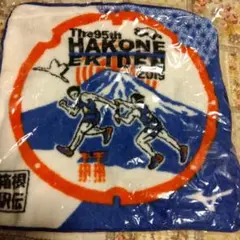 The 95th
HAKONE
EKIDEN
2019
箱根
駅伝